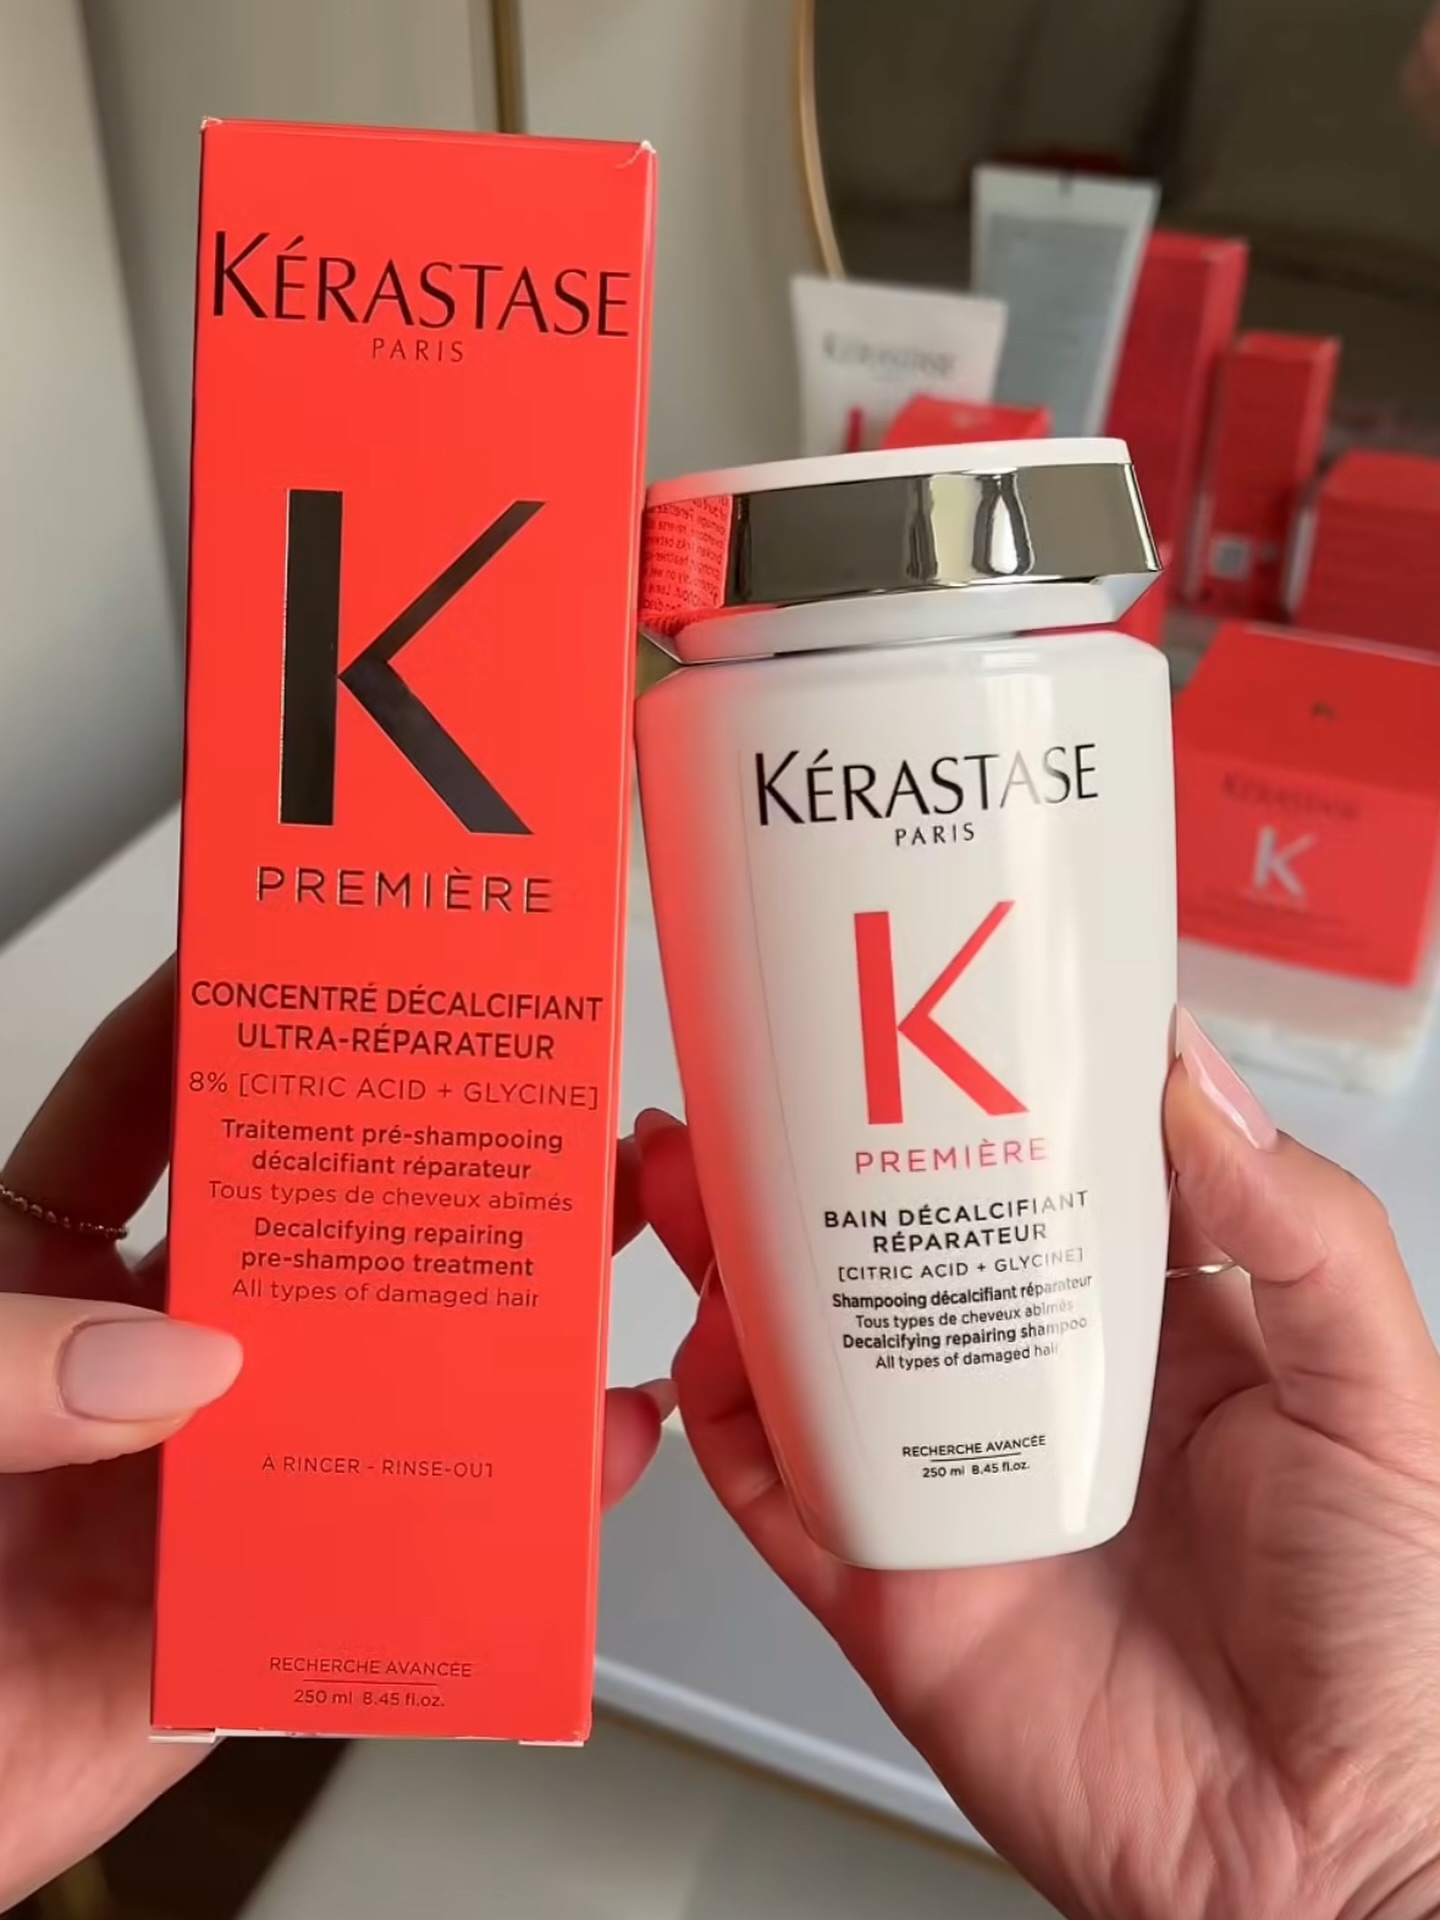 KÉRASTASE
PARIS
K
PREMIÈRE
CONCENTRÉ DÉCALCIFIANT
ULTRA-RÉPARATEUR
8% [CITRIC ACID + GLYCINE]
Traitement pré-shampooing
décalcifiant réparateur
Tous types de cheveux abîmés
Decalcifying repairing
pre-shampoo treatment
All types of damaged hair
À RINCER - RINSE-OUT
RECHERCHE AVANCÉE
250 ml 8.45 fl.oz.
KÉRASTASE
PARIS
K
PREMIÈRE
BAIN DÉCALCIFIANT
RÉPARATEUR
[CITRIC ACID + GLYCINE]
Shampooing décalcifiant réparateur
Tous types de cheveux abîmés
Decalcifying repairing shampoo
All types of damaged hair
RECHERCHE AVANCÉE
250 ml 8.45 fl.oz.
KÉRASTASE
KÉRASTASE
K